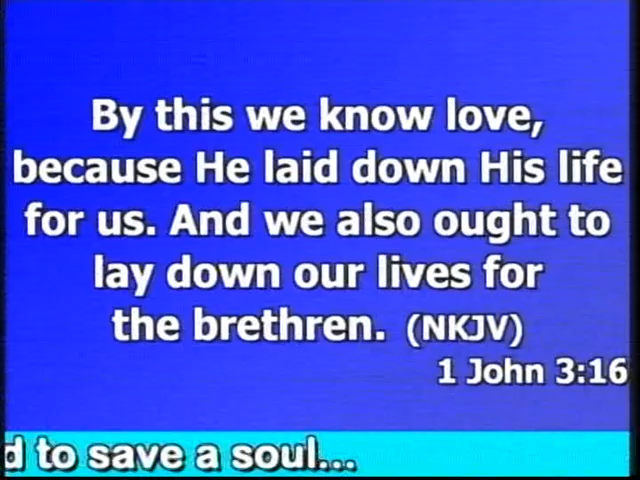 By this we know love,
because He laid down His life
for us. And we also ought to
lay down our lives for
the brethren. (NKJV)
1 John 3:16
d to save a soul...